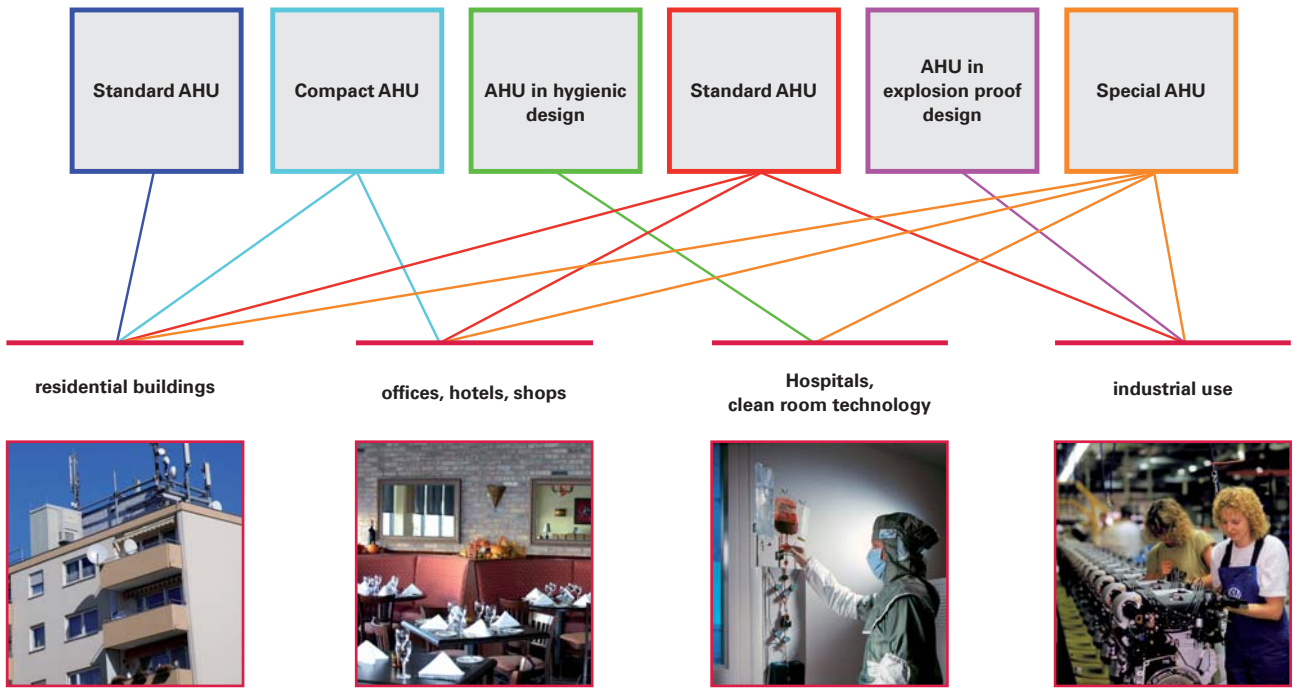 Standard AHU
Compact AHU
AHU in hygienic
design
Standard AHU
AHU in
explosion proof
design
Special AHU
residential buildings
offices, hotels, shops
Hospitals,
clean room technology
industrial use